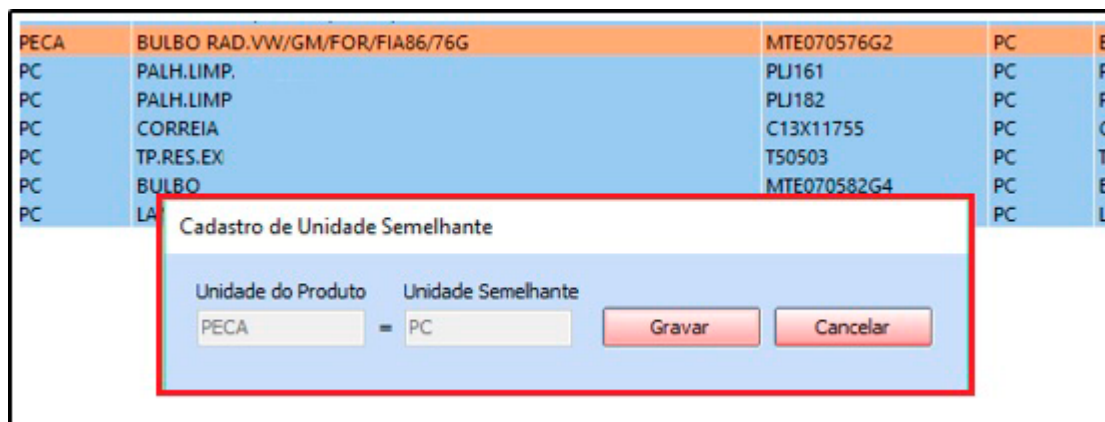 PECA BULBO RAD.VW/GM/FOR/FIA86/76G MTE070576G2 PC
PC PALH.LIMP. PLJ161 PC
PC PALH.LIMP PLJ182 PC
PC CORREIA C13X11755 PC
PC TP.RES.EX T50503 PC
PC BULBO MTE070582G4 PC
PC PC
Cadastro de Unidade Semelhante
Unidade do Produto Unidade Semelhante
PECA = PC Gravar Cancelar